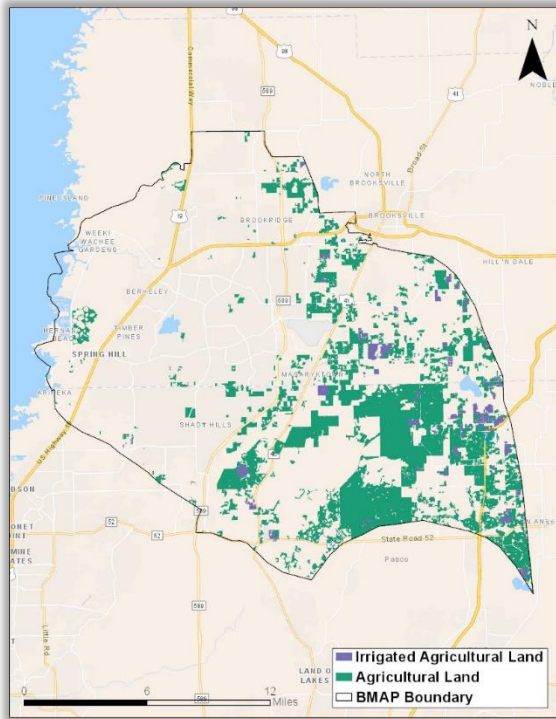 98
Commercial Way
98
589
41
NOBLE
Broad St
N
PINE ISLAND
NORTH
BROOKSVILLE
WEEKI
WACHEE
GARDENS
19
BROOKRIDGE
BROOKSVILLE
HILL 'N DALE
BERKELEY
589
41
TIMBER
PINES
SPRING HILL
MASARYKTOWN
ARIPEKA
SHADY HILLS
US Highway 19
41
DSON
52
52
589
State Road 52
Pasco
Little Rd
589
LAND O
LAKES
Irrigated Agricultural Land
Agricultural Land
BMAP Boundary
0
6
12
Miles